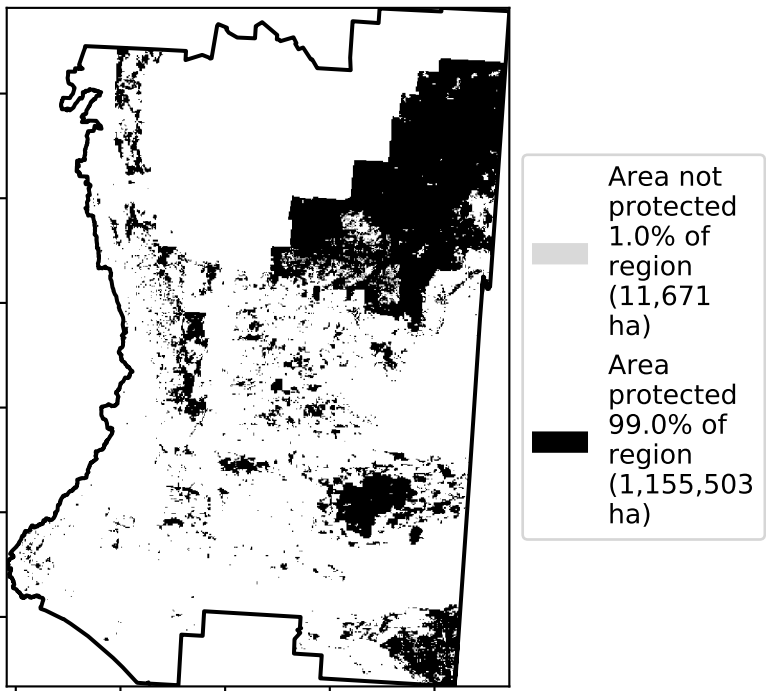 Area not
protected
1.0% of
region
(11,671
ha)
Area
protected
99.0% of
region
(1,155,503
ha)